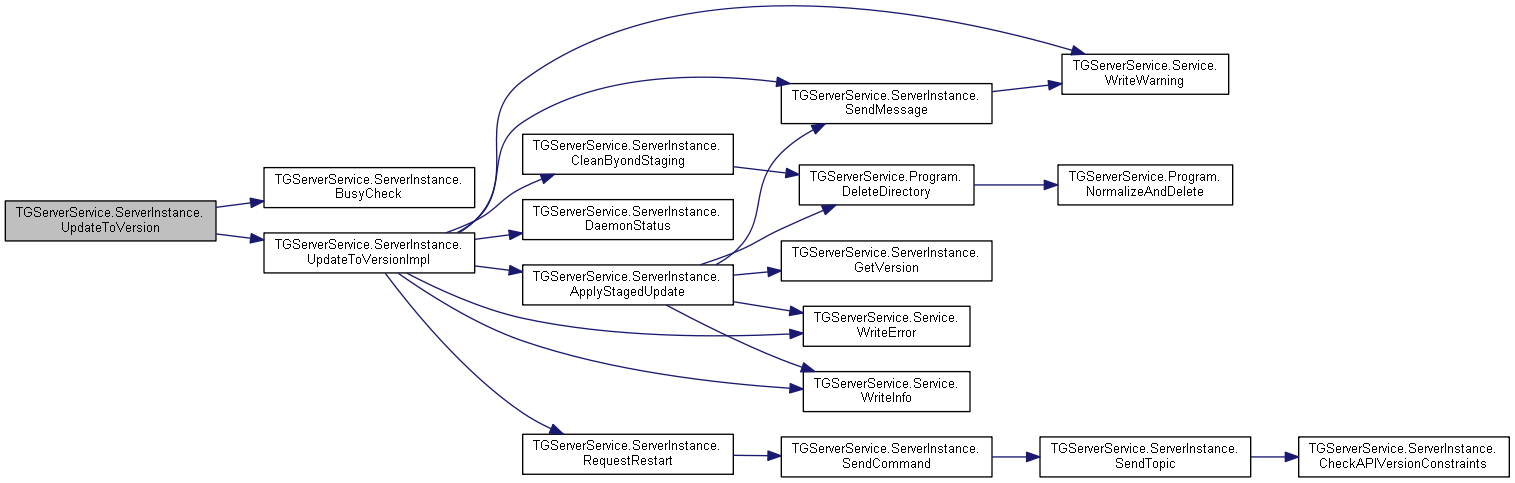 TGServerService.ServerInstance.
UpdateToVersion
TGServerService.ServerInstance.
BusyCheck
TGServerService.ServerInstance.
UpdateToVersionImpl
TGServerService.ServerInstance.
CleanByondStaging
TGServerService.ServerInstance.
DaemonStatus
TGServerService.ServerInstance.
ApplyStagedUpdate
TGServerService.ServerInstance.
RequestRestart
TGServerService.ServerInstance.
SendMessage
TGServerService.Program.
DeleteDirectory
TGServerService.ServerInstance.
GetVersion
TGServerService.Service.
WriteError
TGServerService.Service.
WriteInfo
TGServerService.ServerInstance.
SendCommand
TGServerService.Service.
WriteWarning
TGServerService.Program.
NormalizeAndDelete
TGServerService.ServerInstance.
SendTopic
TGServerService.ServerInstance.
CheckAPIVersionConstraints